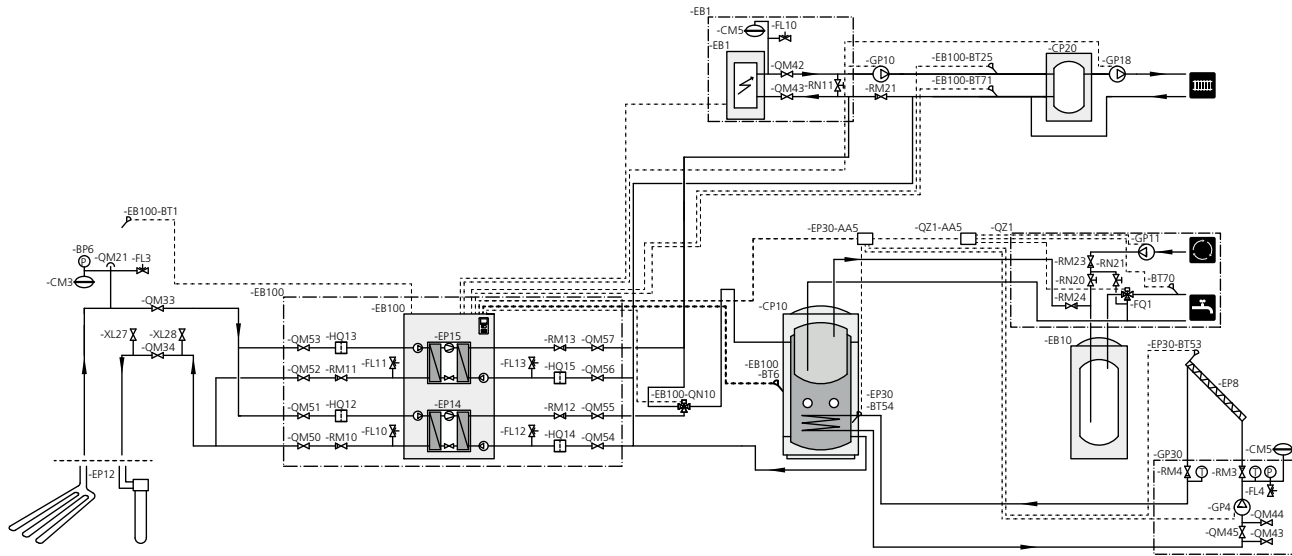 -EB1
-CM5
-FL10
-EB1
-QM42
-QM43
-RN11
-GP10
-RM21
-EB100-BT25
-EB100-BT71
-CP20
-GP18
-EB100-BT1
-BP6
P
-QM21
-FL3
-CM3
-QM33
-XL27
-XL28
-QM34
-EP12
-EB100
-EB100
-QM53
-HQ13
-QM52
-RM11
-FL11
-EP15
-FL13
-RM13
-QM57
-HQ15
-QM56
-QM51
-HQ12
-QM50
-RM10
-FL10
-EP14
-FL12
-RM12
-QM55
-HQ14
-QM54
-EB100-QN10
-CP10
-EB100
-BT6
-EP30
-BT54
-EP30-AA5
-QZ1-AA5
-QZ1
-GP11
-RM23
-RN21
-RN20
-RM24
-BT70
-FQ1
-EB10
-EP30-BT53
-EP8
-GP30
-RM4
T
-RM3
T
P
-CM5
-FL4
-GP4
-QM44
-QM45
-QM43